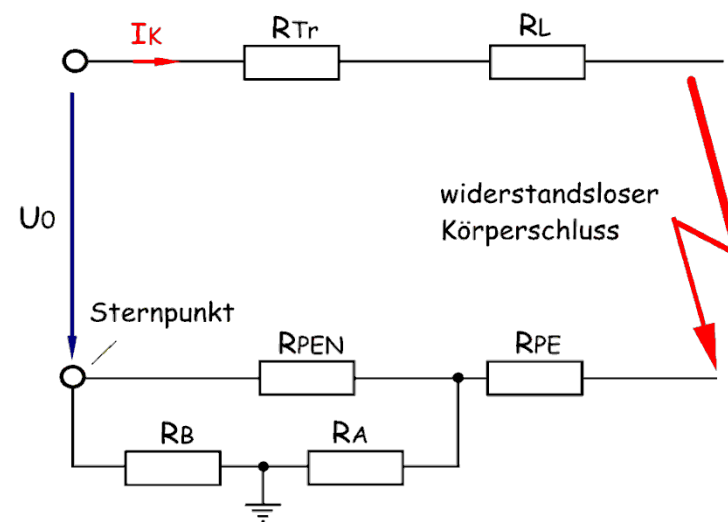 IK
RTr
RL
U0
widerstandsloser
Körperschluss
Sternpunkt
RPEN
RPE
RB
RA